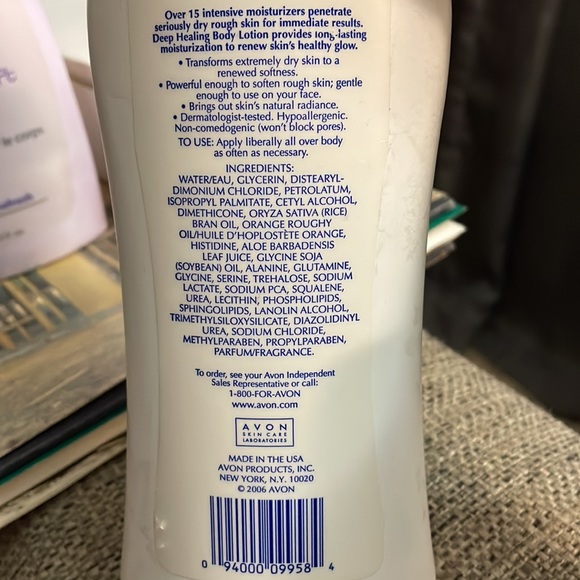 Over 15 intensive moisturizers penetrate
seriously dry rough skin for immediate results.
Deep Healing Body Lotion provides long-lasting
moisturization to renew skin's healthy glow.
• Transforms extremely dry skin to a
renewed softness.
• Powerful enough to soften rough skin; gentle
enough to use on your face.
• Brings out skin's natural radiance.
• Dermatologist-tested. Hypoallergenic.
Non-comedogenic (won't block pores).
TO USE: Apply liberally all over body
as often as necessary.
INGREDIENTS:
WATER/EAU, GLYCERIN, DISTEARYL-
DIMONIUM CHLORIDE, PETROLATUM,
ISOPROPYL PALMITATE, CETYL ALCOHOL,
DIMETHICONE, ORYZA SATIVA (RICE)
BRAN OIL, ORANGE ROUGHY
OIL/HUILE D'HOPLOSTÈTE ORANGE,
HISTIDINE, ALOE BARBADENSIS
LEAF JUICE, GLYCINE SOJA
(SOYBEAN) OIL, ALANINE, GLUTAMINE,
GLYCINE, SERINE, TREHALOSE, SODIUM
LACTATE, SODIUM PCA, SQUALENE,
UREA, LECITHIN, PHOSPHOLIPIDS,
SPHINGOLIPIDS, LANOLIN ALCOHOL,
TRIMETHYLSILOXYSILICATE, DIAZOLIDINYL
UREA, SODIUM CHLORIDE,
METHYLPARABEN, PROPYLPARABEN,
PARFUM/FRAGRANCE.
To order, see your Avon Independent
Sales Representative or call:
1-800-FOR-AVON
www.avon.com
AVON
SKIN CARE
LABORATORIES
MADE IN THE USA
AVON PRODUCTS, INC.
NEW YORK, N.Y. 10020
© 2006 AVON
0 94000 09958 4
le corps